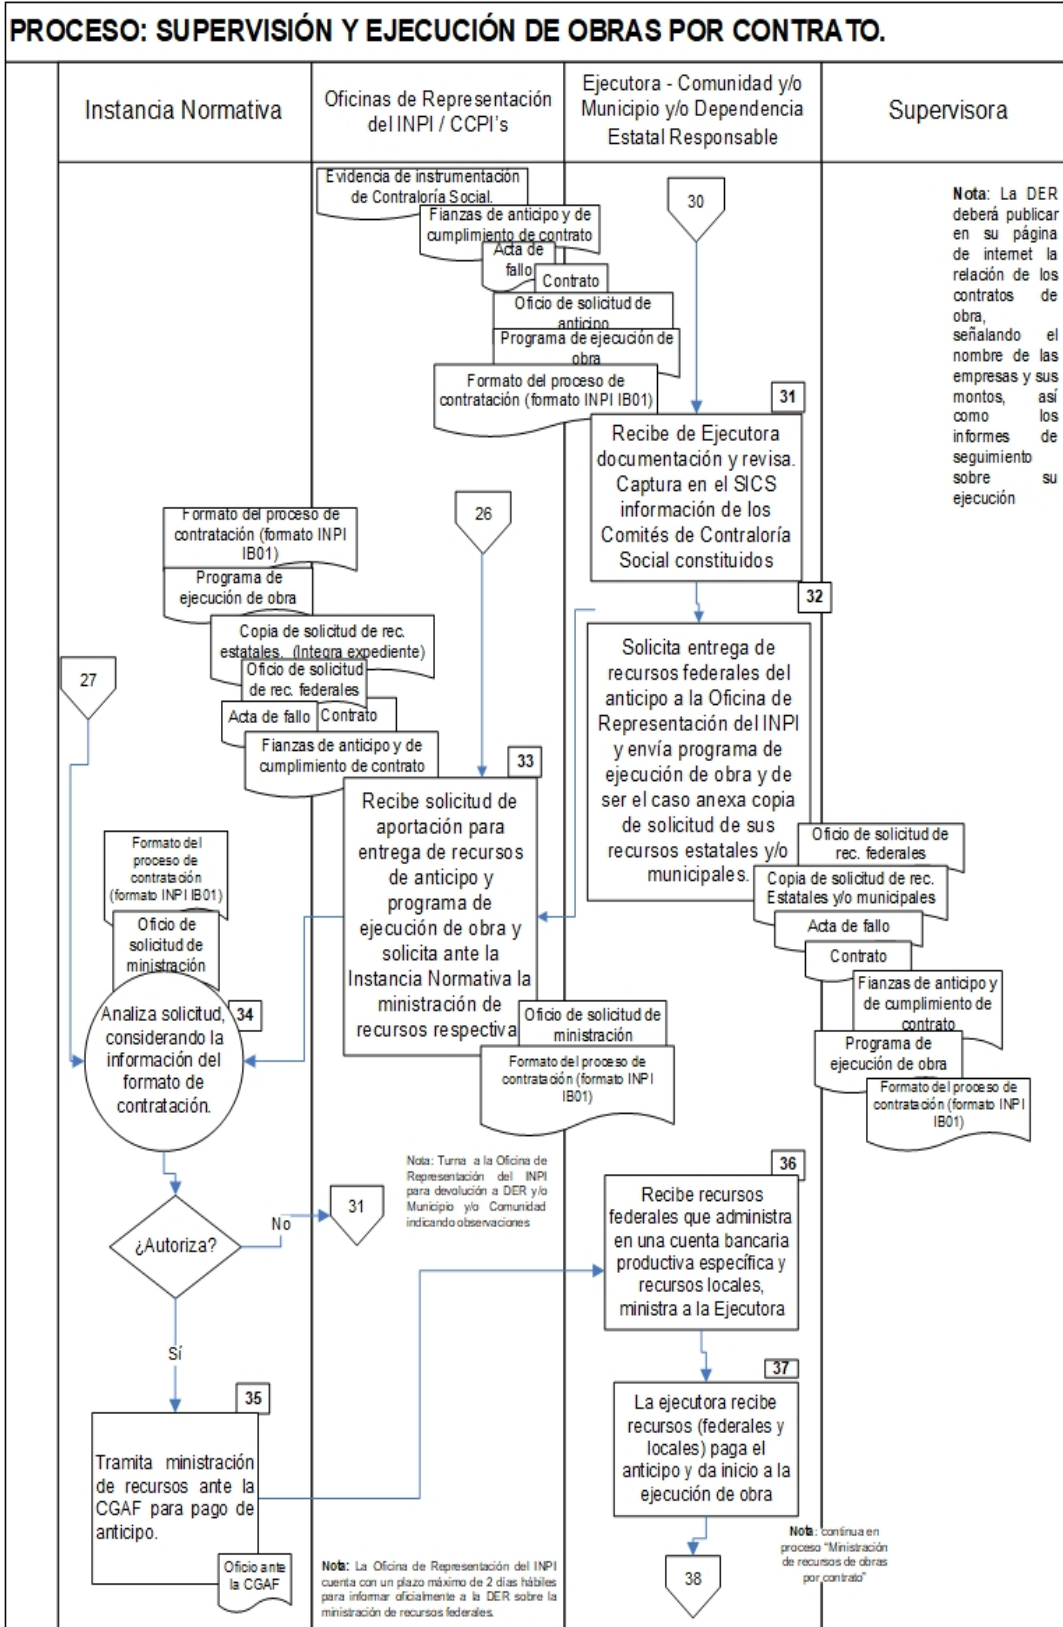 PROCESO: SUPERVISIÓN Y EJECUCIÓN DE OBRAS POR CONTRATO.
Instancia Normativa
Oficinas de Representación
del INPI / CCPI's
Ejecutora - Comunidad y/o
Municipio y/o Dependencia
Estatal Responsable
Supervisora
Evidencia de instrumentación
de Contraloría Social.
Fianzas de anticipo y de
cumplimiento de contrato
Acta de
fallo
Contrato
Oficio de solicitud de
anticipo
Programa de ejecución de
obra
Formato del proceso de
contratación (formato INPI IB01)
30
Nota: La DER
deberá publicar
en su página
de internet la
relación de los
contratos de
obra,
señalando el
nombre de las
empresas y sus
montos, así
como los
informes de
seguimiento
sobre su
ejecución
31
Recibe de Ejecutora
documentación y revisa.
Captura en el SICS
información de los
Comités de Contraloría
Social constituidos
26
Formato del proceso de
contratación (formato INPI
IB01)
Programa de
ejecución de obra
Copia de solicitud de rec.
estatales. (Integra expediente)
Oficio de solicitud
de rec. federales
Acta de fallo
Contrato
Fianzas de anticipo y de
cumplimiento de contrato
27
32
Solicita entrega de
recursos federales del
anticipo a la Oficina de
Representación del INPI
y envía programa de
ejecución de obra y de
ser el caso anexa copia
de solicitud de sus
recursos estatales y/o
municipales.
33
Recibe solicitud de
aportación para
entrega de recursos
de anticipo y
programa de
ejecución de obra y
solicita ante la
Instancia Normativa la
ministración de
recursos respectiva
Oficio de solicitud de
rec. federales
Copia de solicitud de rec.
Estatales y/o municipales
Acta de fallo
Contrato
Fianzas de anticipo y
de cumplimiento de
contrato
Programa de
ejecución de obra
Formato del proceso de
contratación (formato INPI
IB01)
Formato del
proceso de
contratación
(formato INPI IB01)
Oficio de
solicitud de
ministración
34
Analiza solicitud,
considerando la
información del
formato de
contratación.
Oficio de solicitud de
ministración
Formato del proceso de
contratación (formato INPI
IB01)
Nota: Turna a la Oficina de
Representación del INPI
para devolución a DER y/o
Municipio y/o Comunidad
indicando observaciones
31
No
¿Autoriza?
Sí
36
Recibe recursos
federales que administra
en una cuenta bancaria
productiva específica y
recursos locales,
ministra a la Ejecutora
35
Tramita ministración
de recursos ante la
CGAF para pago de
anticipo.
Oficio ante
la CGAF
37
La ejecutora recibe
recursos (federales y
locales) paga el
anticipo y da inicio a la
ejecución de obra
Nota: continua en
proceso "Ministración
de recursos de obras
por contrato"
38
Nota: La Oficina de Representación del INPI
cuenta con un plazo máximo de 2 días hábiles
para informar oficialmente a la DER sobre la
ministración de recursos federales.